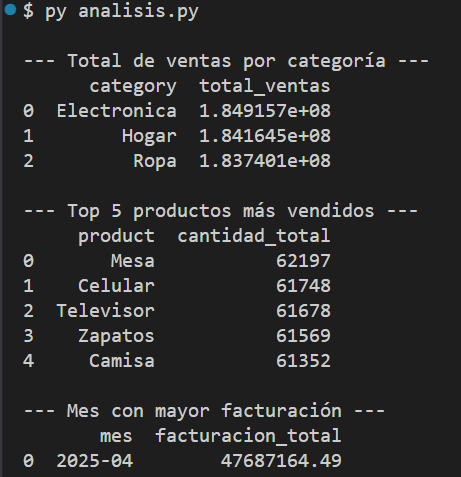 $ py analisis.py
--- Total de ventas por categoría ---
category total_ventas
0 Electronica 1.849157e+08
1 Hogar 1.841645e+08
2 Ropa 1.837401e+08
--- Top 5 productos más vendidos ---
product cantidad_total
0 Mesa 62197
1 Celular 61748
2 Televisor 61678
3 Zapatos 61569
4 Camisa 61352
--- Mes con mayor facturación ---
mes facturacion_total
0 2025-04 47687164.49